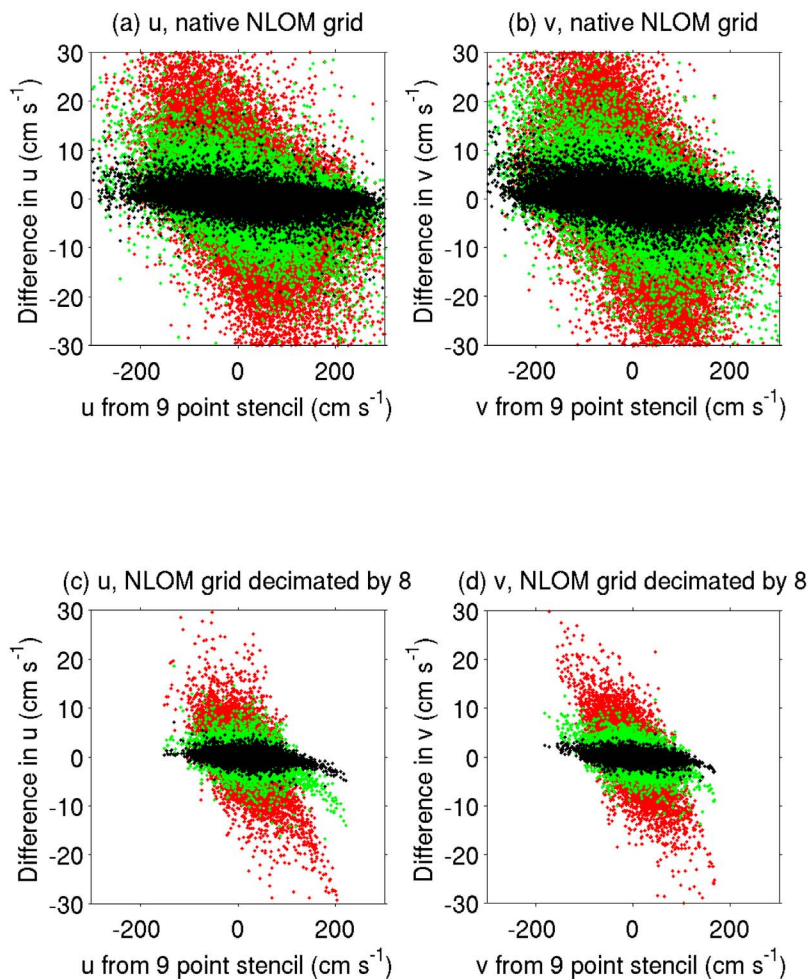 (a) u, native NLOM grid
30
20
10
0
-10
-20
-30
Difference in u (cm s⁻¹)
-200 0 200
u from 9 point stencil (cm s⁻¹)
(b) v, native NLOM grid
30
20
10
0
-10
-20
-30
Difference in v (cm s⁻¹)
-200 0 200
v from 9 point stencil (cm s⁻¹)
(c) u, NLOM grid decimated by 8
30
20
10
0
-10
-20
-30
Difference in u (cm s⁻¹)
-200 0 200
u from 9 point stencil (cm s⁻¹)
(d) v, NLOM grid decimated by 8
30
20
10
0
-10
-20
-30
Difference in v (cm s⁻¹)
-200 0 200
v from 9 point stencil (cm s⁻¹)